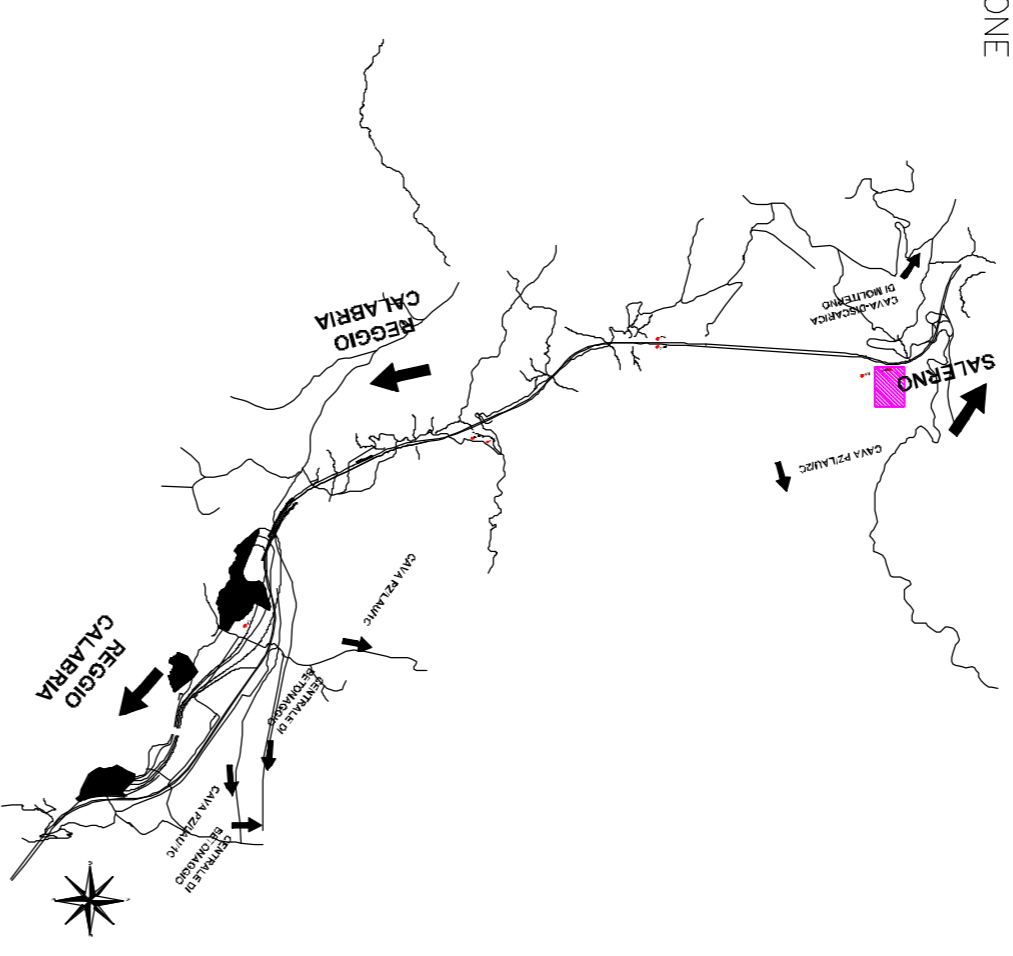 ONE
REGGIO
CALABRIA
CAVA-DISCARICA
DI MOLITERNO
SALERNO
CAVA PZ/LAU/2C
CAVA PZ/LAU/1C
REGGIO
CALABRIA
CENTRALE DI
BETONAGGIO
CAVA PZ/LAU/1C
CENTRALE DI
BETONAGGIO